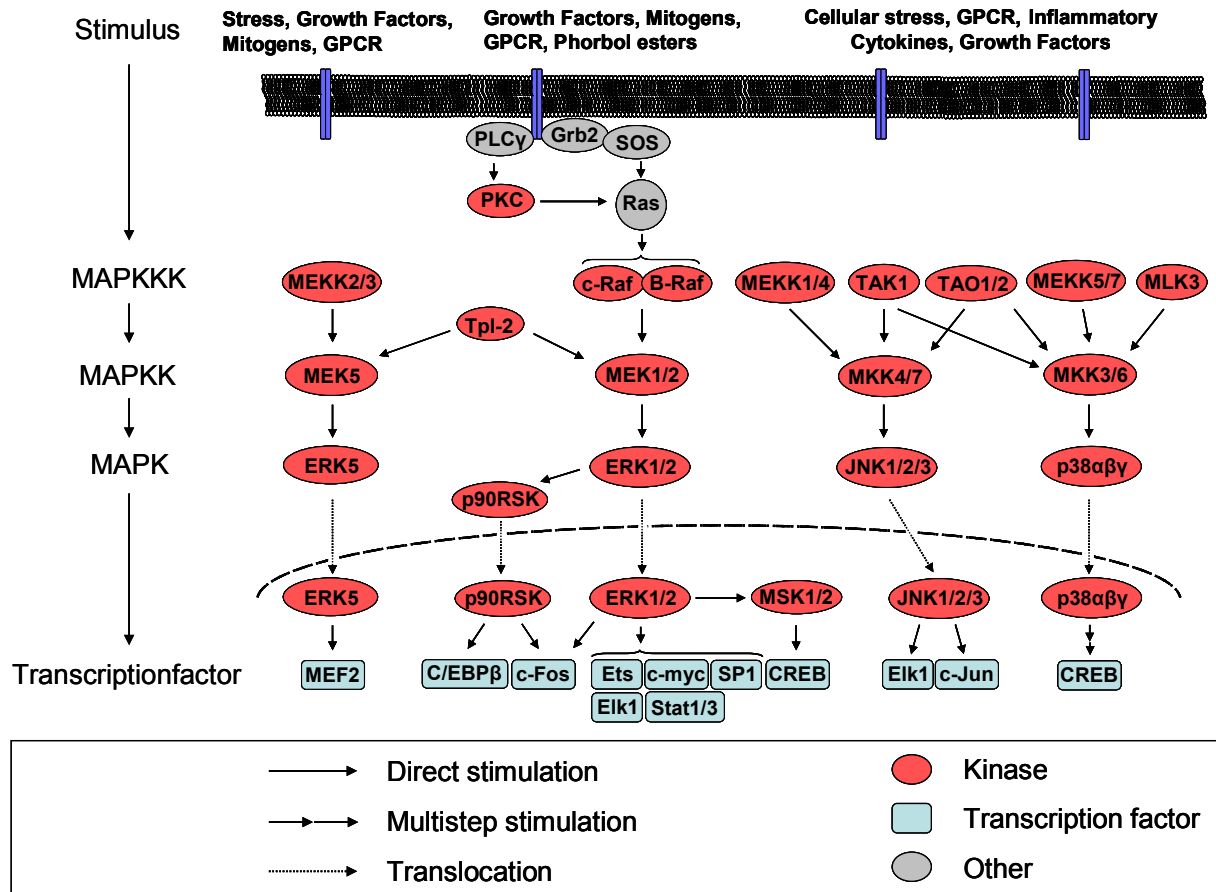 Stimulus
Stress, Growth Factors,
Mitogens, GPCR
Growth Factors, Mitogens,
GPCR, Phorbol esters
Cellular stress, GPCR, Inflammatory
Cytokines, Growth Factors
PLCγ
Grb2
SOS
PKC
Ras
MAPKKK
MEKK2/3
c-Raf
B-Raf
MEKK1/4
TAK1
TAO1/2
MEKK5/7
MLK3
Tpl-2
MAPKK
MEK5
MEK1/2
MKK4/7
MKK3/6
MAPK
ERK5
ERK1/2
JNK1/2/3
p38αβγ
p90RSK
ERK5
p90RSK
ERK1/2
MSK1/2
JNK1/2/3
p38αβγ
Transcriptionfactor
MEF2
C/EBPβ
c-Fos
Ets
c-myc
SP1
CREB
Elk1
c-Jun
CREB
Elk1
Stat1/3
Direct stimulation
Kinase
Multistep stimulation
Transcription factor
Translocation
Other